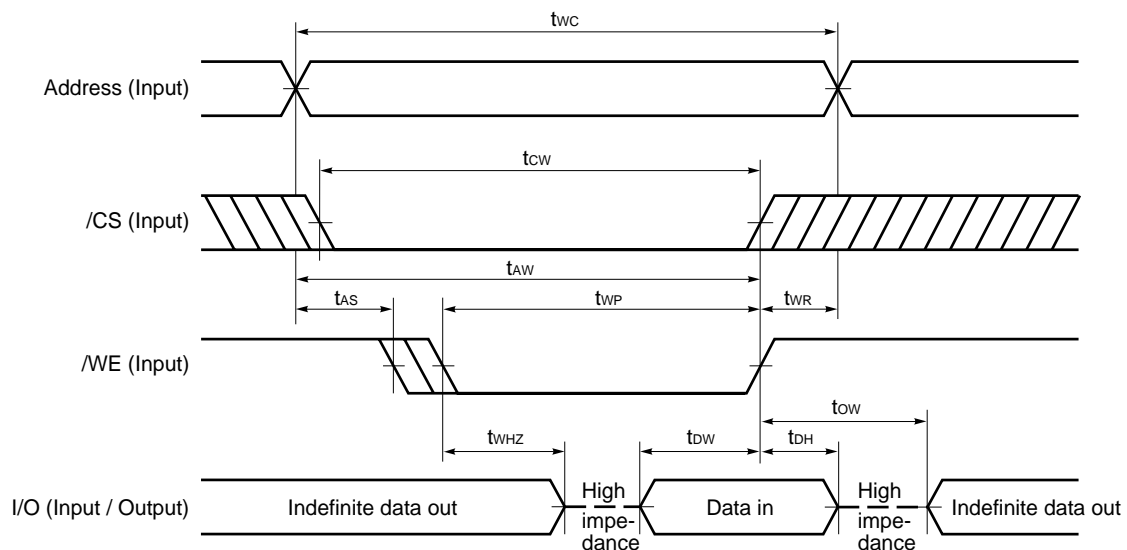 tWC
Address (Input)
tCW
/CS (Input)
tAW
tAS
tWP
tWR
/WE (Input)
tOW
tWHZ
tDW
tDH
I/O (Input / Output)
Indefinite data out
High
impe-
dance
Data in
High
impe-
dance
Indefinite data out